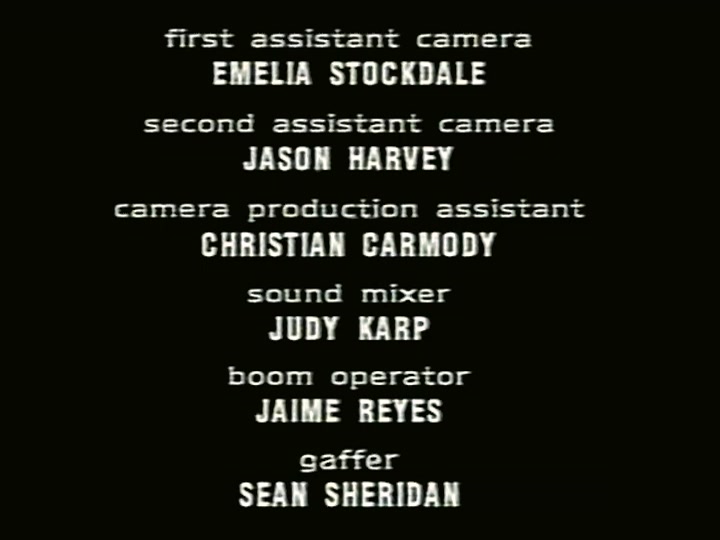 first assistant camera
EMELIA STOCKDALE
second assistant camera
JASON HARVEY
camera production assistant
CHRISTIAN CARMODY
sound mixer
JUDY KARP
boom operator
JAIME REYES
gaffer
SEAN SHERIDAN